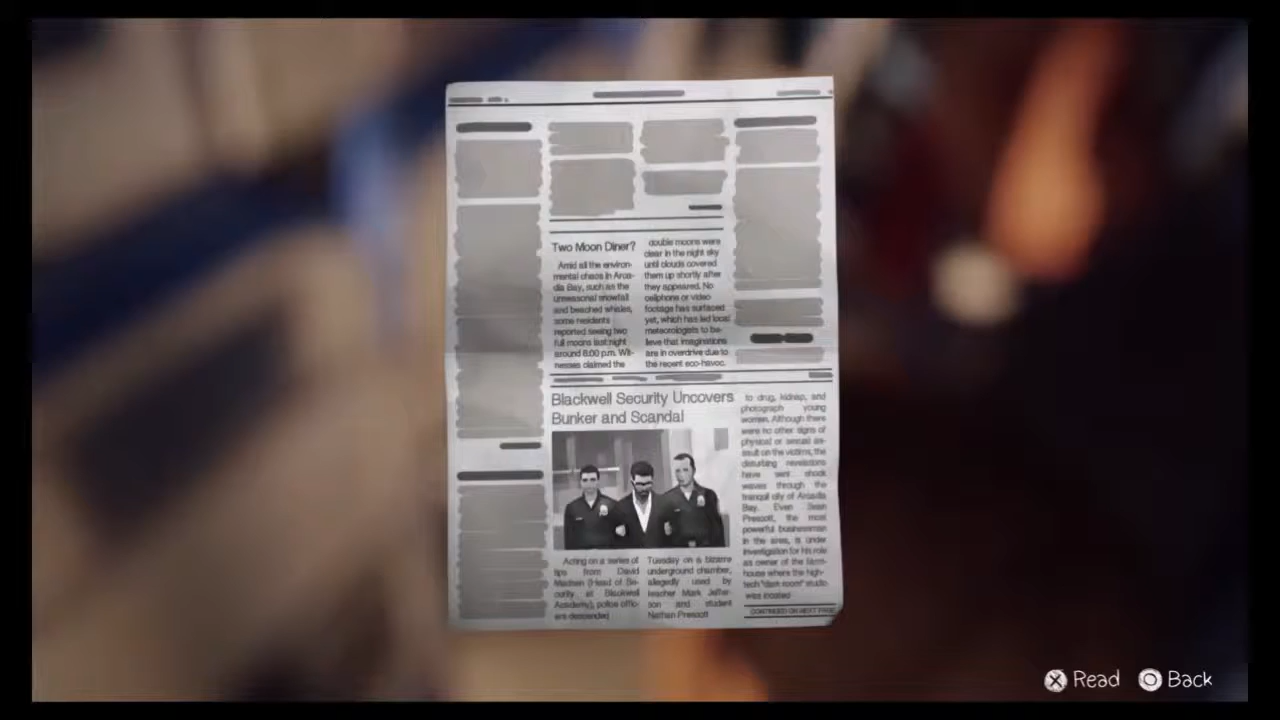 Two Moon Diner?
Amid all the environ-
mental chaos in Arca-
dia Bay, such as the
unseasonal snowfall
and beached whales,
some residents
reported seeing two
full moons last night
around 6:00 p.m. Wit-
nesses claimed the
double moons were
clear in the night sky
until clouds covered
them up shortly after
they appeared. No
cellphone or video
footage has surfaced
yet, which has led local
meteorologists to be-
lieve that imaginations
are in overdrive due to
the recent eco-havoc.
Blackwell Security Uncovers
Bunker and Scandal
Acting on a series of
tips from David
Madsen (Head of Se-
curity at Blackwell
Academy), police offic-
ers descended
Tuesday on a bizarre
underground chamber,
allegedly used by
teacher Mark Jeffer-
son and student
Nathan Prescott
to drug, kidnap, and
photograph young
women. Although there
were no other signs of
physical or sexual as-
sault on the victims, the
disturbing revelations
have sent shock
waves through the
tranquil city of Arcadia
Bay. Even Sean
Prescott, the most
powerful businessman
in the area, is under
investigation for his role
as owner of the farm-
house where the high-
tech "dark room" studio
was located
CONTINUED ON NEXT PAGE
Read
Back